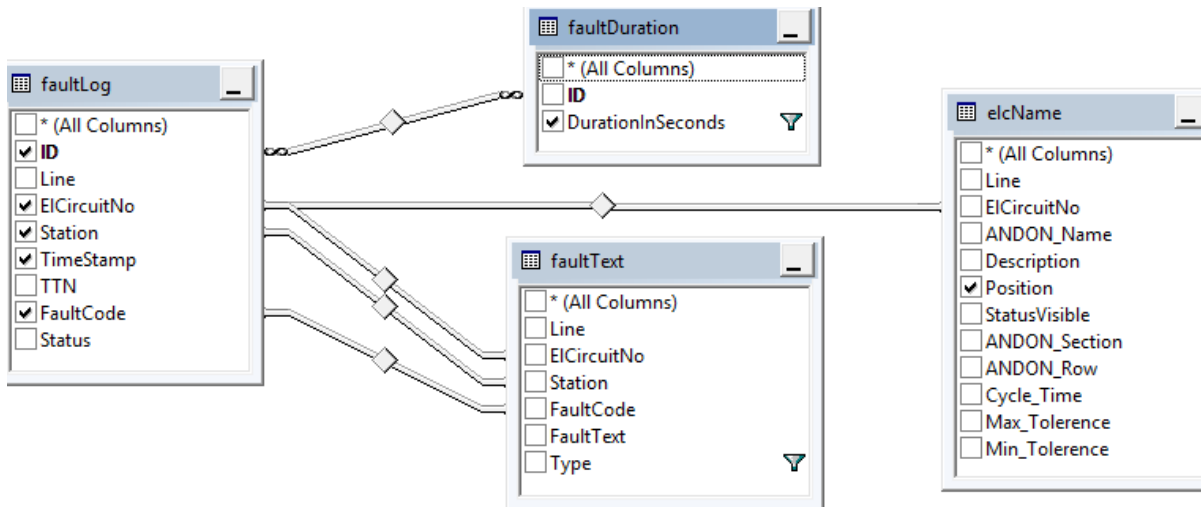 faultDuration
* (All Columns)
ID
DurationInSeconds
faultLog
* (All Columns)
ID
Line
ElCircuitNo
Station
TimeStamp
TTN
FaultCode
Status
elcName
* (All Columns)
Line
ElCircuitNo
ANDON_Name
Description
Position
StatusVisible
ANDON_Section
ANDON_Row
Cycle_Time
Max_Tolerence
Min_Tolerence
faultText
* (All Columns)
Line
ElCircuitNo
Station
FaultCode
FaultText
Type